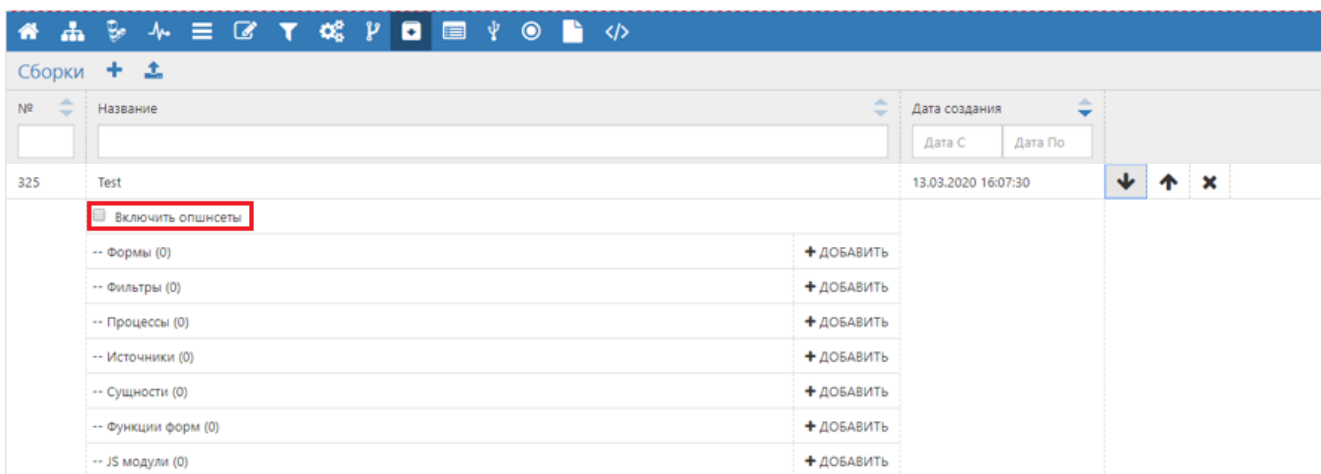 Сборки
№ Название Дата создания
Дата С Дата По
325 Test 13.03.2020 16:07:30
Включить опшнсеты
-- Формы (0) + ДОБАВИТЬ
-- Фильтры (0) + ДОБАВИТЬ
-- Процессы (0) + ДОБАВИТЬ
-- Источники (0) + ДОБАВИТЬ
-- Сущности (0) + ДОБАВИТЬ
-- Функции форм (0) + ДОБАВИТЬ
-- JS модули (0) + ДОБАВИТЬ